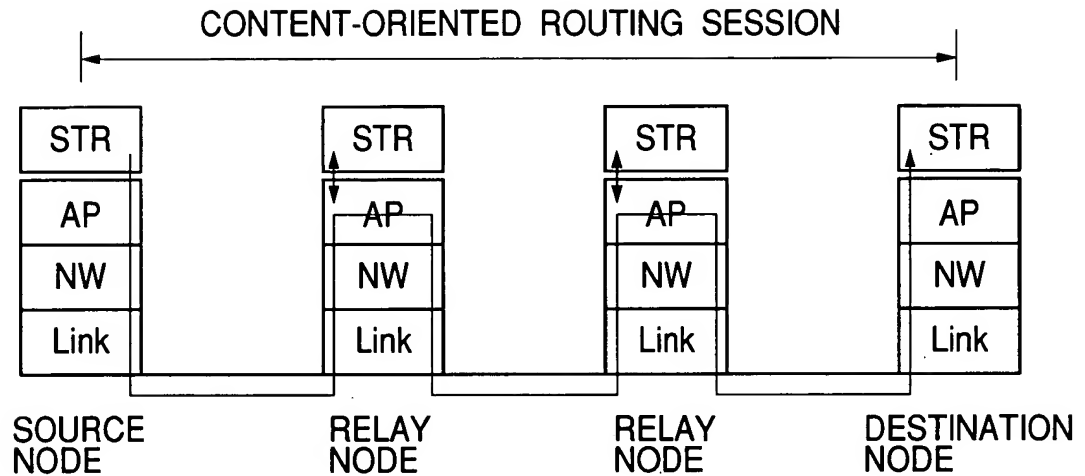 CONTENT-ORIENTED ROUTING SESSION
STR STR STR STR
AP AP AP AP
NW NW NW NW
Link Link Link Link
SOURCE NODE
RELAY NODE
RELAY NODE
DESTINATION NODE